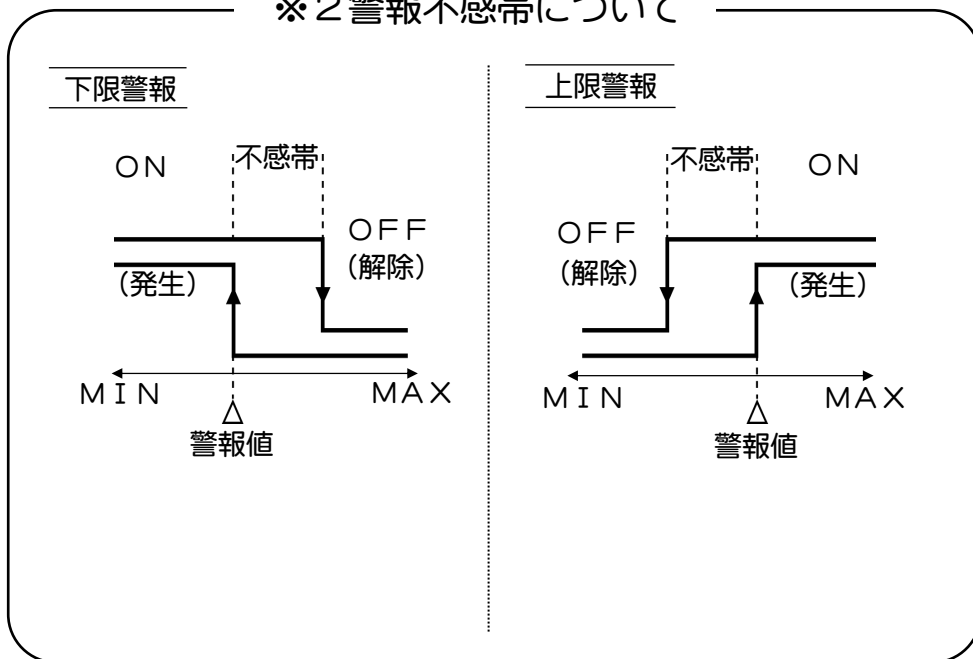 ※２警報不感帯について
下限警報
ＯＮ
不感帯
ＯＦＦ
（解除）
（発生）
ＭＩＮ
ＭＡＸ
△
警報値
上限警報
不感帯
ＯＮ
ＯＦＦ
（解除）
（発生）
ＭＩＮ
ＭＡＸ
△
警報値